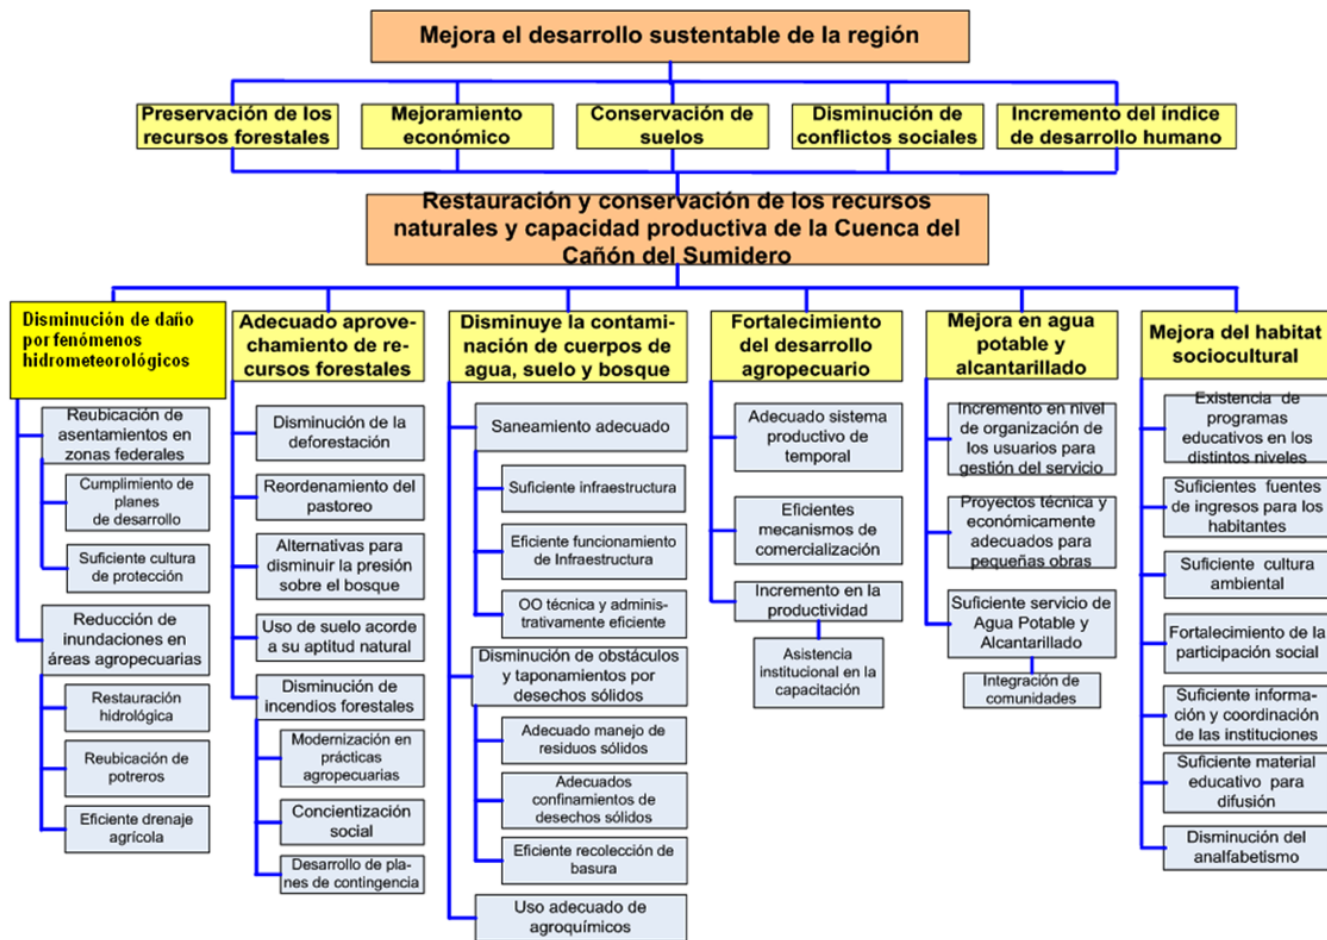 Mejora el desarrollo sustentable de la región
Preservación de los
recursos forestales
Mejoramiento
económico
Conservación de
suelos
Disminución de
conflictos sociales
Incremento del índice
de desarrollo humano
Restauración y conservación de los recursos
naturales y capacidad productiva de la Cuenca del
Cañón del Sumidero
Disminución de daño
por fenómenos
hidrometeorológicos
Reubicación de
asentamientos en
zonas federales
Cumplimiento de
planes
de desarrollo
Suficiente cultura
de protección
Reducción de
inundaciones en
áreas agropecuarias
Restauración
hidrológica
Reubicación de
potreros
Eficiente drenaje
agrícola
Adecuado aprove-
chamiento de re-
cursos forestales
Disminución de la
deforestación
Reordenamiento del
pastoreo
Alternativas para
disminuir la presión
sobre el bosque
Uso de suelo acorde
a su aptitud natural
Disminución de
incendios forestales
Modernización en
prácticas
agropecuarias
Concientización
social
Desarrollo de pla-
nes de contingencia
Disminuye la contami-
nación de cuerpos de
agua, suelo y bosque
Saneamiento adecuado
Suficiente infraestructura
Eficiente funcionamiento
de Infraestructura
OO técnica y adminis-
trativamente eficiente
Disminución de obstáculos
y taponamientos por
desechos sólidos
Adecuado manejo de
residuos sólidos
Adecuados
confinamientos de
desechos sólidos
Eficiente recolección de
basura
Uso adecuado de
agroquímicos
Fortalecimiento
del desarrollo
agropecuario
Adecuado sistema
productivo de
temporal
Eficientes
mecanismos de
comercialización
Incremento en la
productividad
Asistencia
institucional en la
capacitación
Mejora en agua
potable y
alcantarillado
Incremento en nivel
de organización de
los usuarios para
gestión del servicio
Proyectos técnica y
económicamente
adecuados para
pequeñas obras
Suficiente servicio de
Agua Potable y
Alcantarillado
Integración de
comunidades
Mejora del habitat
sociocultural
Existencia de
programas
educativos en los
distintos niveles
Suficientes fuentes
de ingresos para los
habitantes
Suficiente cultura
ambiental
Fortalecimiento de la
participación social
Suficiente informa-
ción y coordinación
de las instituciones
Suficiente material
educativo para
difusión
Disminución del
analfabetismo